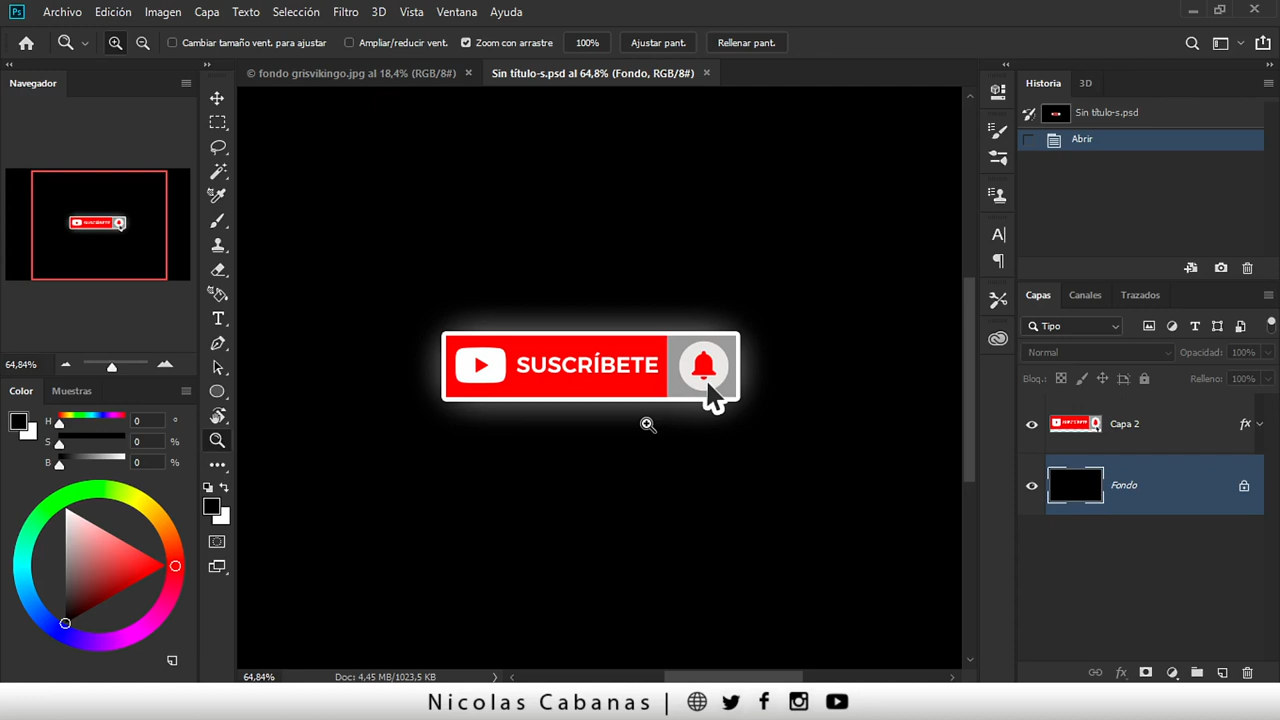 Ps Archivo Edición Imagen Capa Texto Selección Filtro 3D Vista Ventana Ayuda
Cambiar tamaño vent. para ajustar Ampliar/reducir vent. Zoom con arrastre 100% Ajustar pant. Rellenar pant.
Navegador
© fondo grisvikingo.jpg al 18,4% (RGB/8#) × Sin título-s.psd al 64,8% (Fondo, RGB/8#) ×
Historia 3D
Sin título-s.psd
Abrir
SUSCRÍBETE
64,84%
Color Muestras
H 0 °
S 0 %
B 0 %
Capas Canales Trazados
Tipo
Normal Opacidad: 100%
Bloq.: Relleno: 100%
Capa 2 fx
Fondo
64,84% Doc: 4,45 MB/1023,5 KB
fx
Nicolas Cabanas |